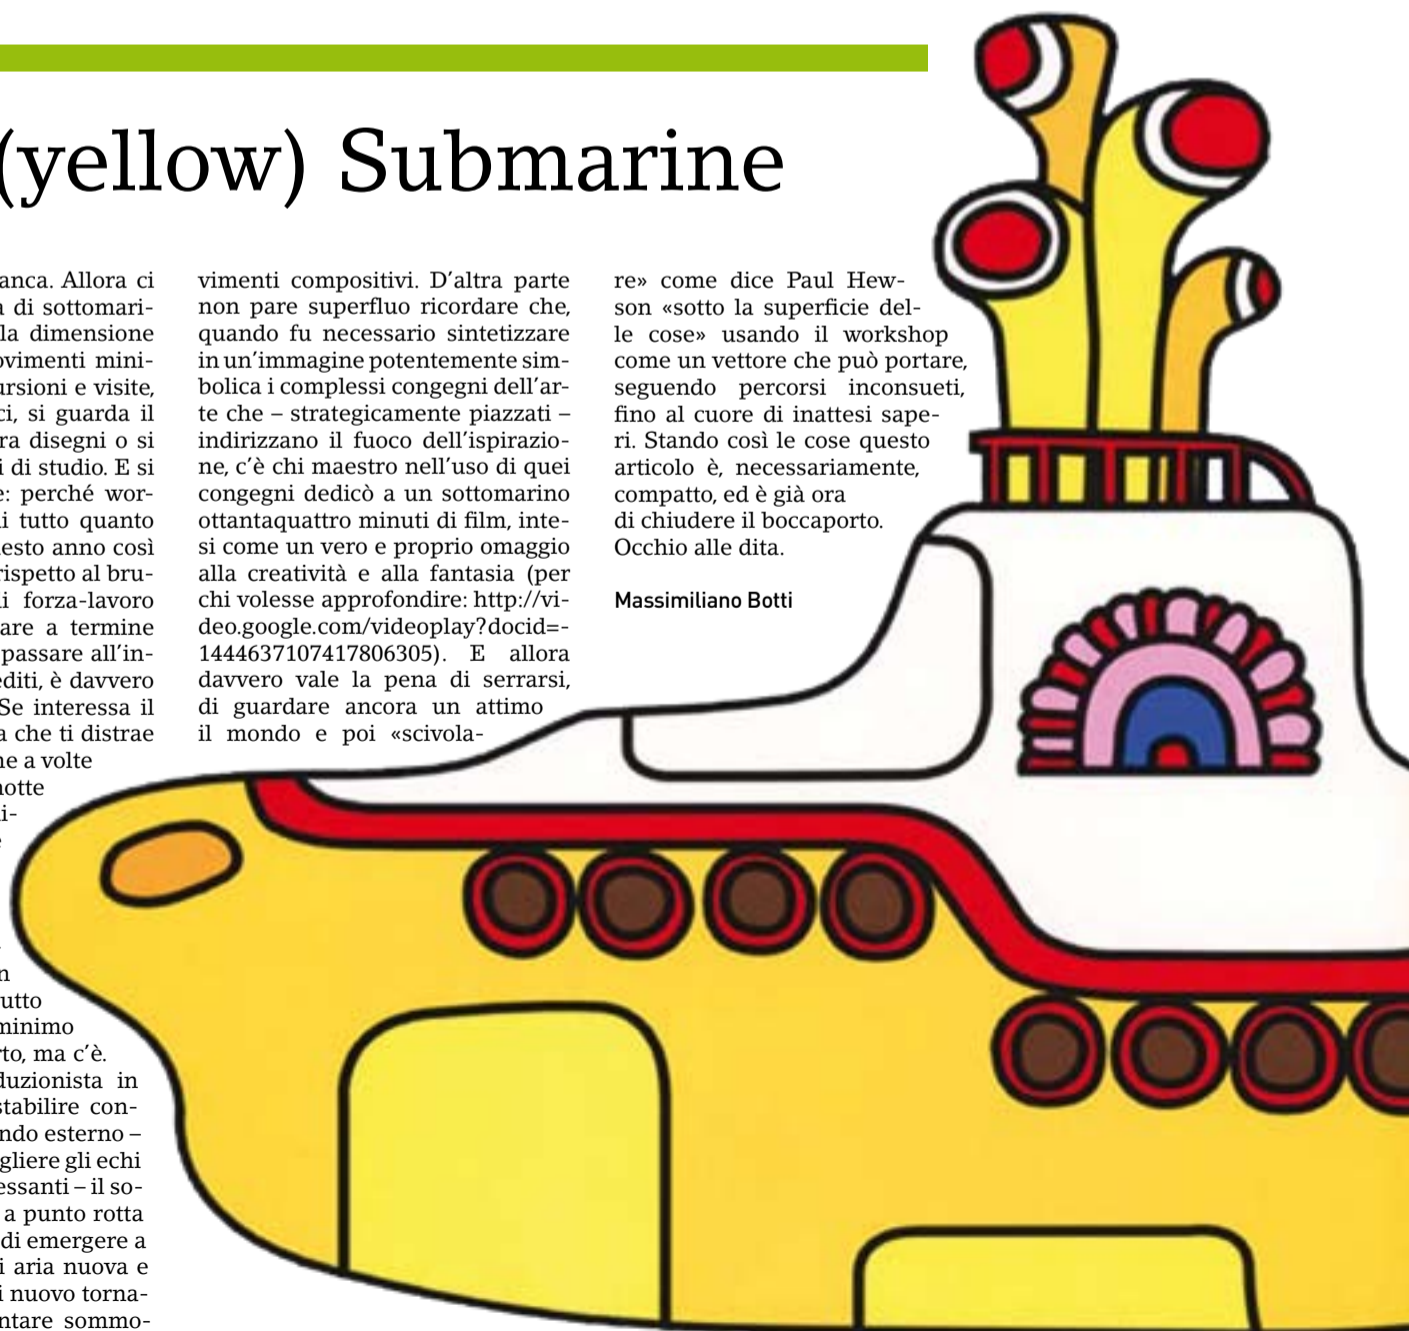 (yellow) Submarine
anca. Allora ci
a di sottomari-
la dimensione
ovimenti mini-
ursioni e visite,
ci, si guarda il
ra disegni o si
i di studio. E si
e: perché wor-
i tutto quanto
esto anno così
rispetto al bru-
i forza-lavoro
are a termine
passare all'in-
editi, è davvero
Se interessa il
a che ti distrae
ne a volte
notte
i-
e
n
utto
minimo
to, ma c'è.
duzionista in
stabilire con-
ndo esterno –
gliere gli echi
essanti – il so-
a punto rotta
di emergere a
i aria nuova e
i nuovo torna-
ntare sommo-
vimenti compositivi. D'altra parte
non pare superfluo ricordare che,
quando fu necessario sintetizzare
in un'immagine potentemente sim-
bolica i complessi congegni dell'ar-
te che – strategicamente piazzati –
indirizzano il fuoco dell'ispirazio-
ne, c'è chi maestro nell'uso di quei
congegni dedicò a un sottomarino
ottantaquattro minuti di film, inte-
si come un vero e proprio omaggio
alla creatività e alla fantasia (per
chi volesse approfondire: http://vi-
deo.google.com/videoplay?docid=-
1444637107417806305). E allora
davvero vale la pena di serrarsi,
di guardare ancora un attimo
il mondo e poi «scivola-
re» come dice Paul Hew-
son «sotto la superficie del-
le cose» usando il workshop
come un vettore che può portare,
seguendo percorsi inconsueti,
fino al cuore di inattesi sape-
ri. Stando così le cose questo
articolo è, necessariamente,
compatto, ed è già ora
di chiudere il boccaporto.
Occhio alle dita.
Massimiliano Botti